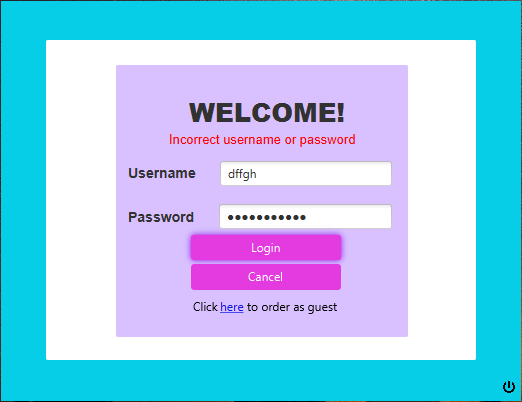 WELCOME!
Incorrect username or password
Username dffgh
Password ●●●●●●●●●●●
Login
Cancel
Click here to order as guest